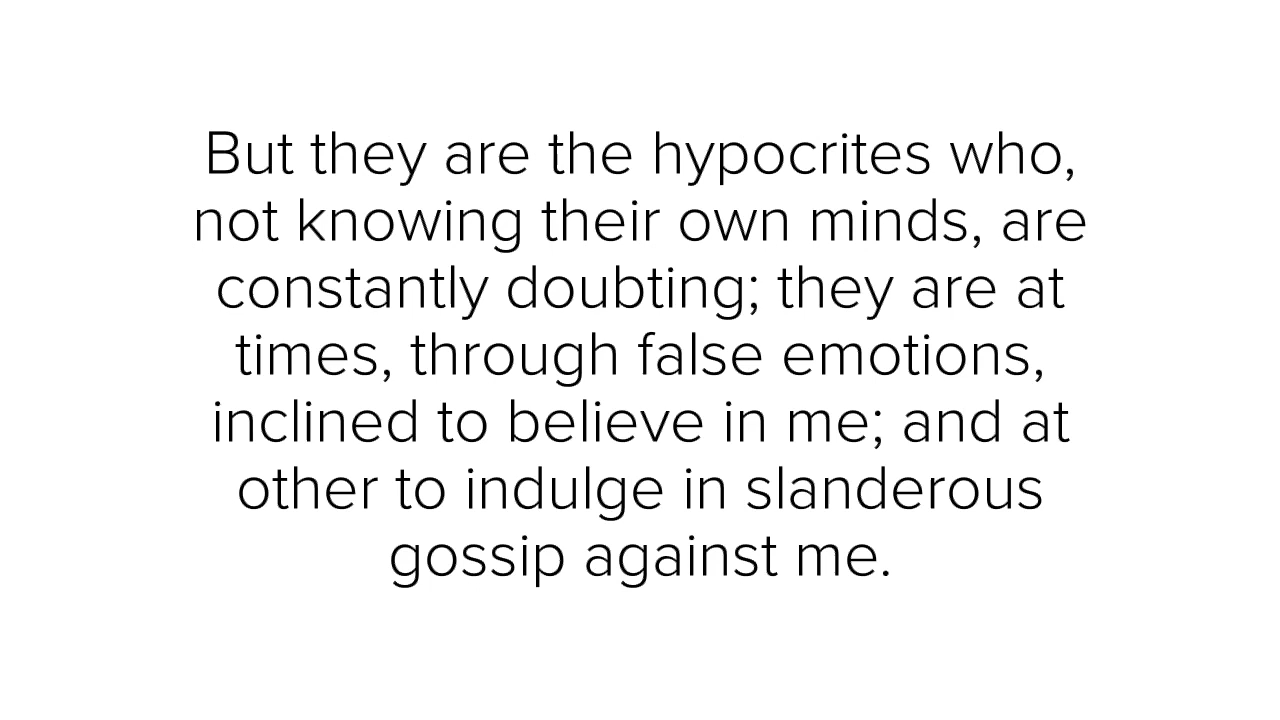 But they are the hypocrites who,
not knowing their own minds, are
constantly doubting; they are at
times, through false emotions,
inclined to believe in me; and at
other to indulge in slanderous
gossip against me.